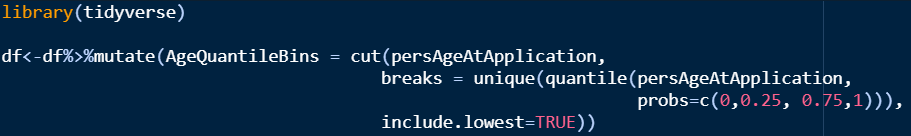 library(tidyverse)
df<-df%>%mutate(AgeQuantileBins = cut(persAgeAtApplication,
breaks = unique(quantile(persAgeAtApplication,
probs=c(0,0.25, 0.75,1))),
include.lowest=TRUE))